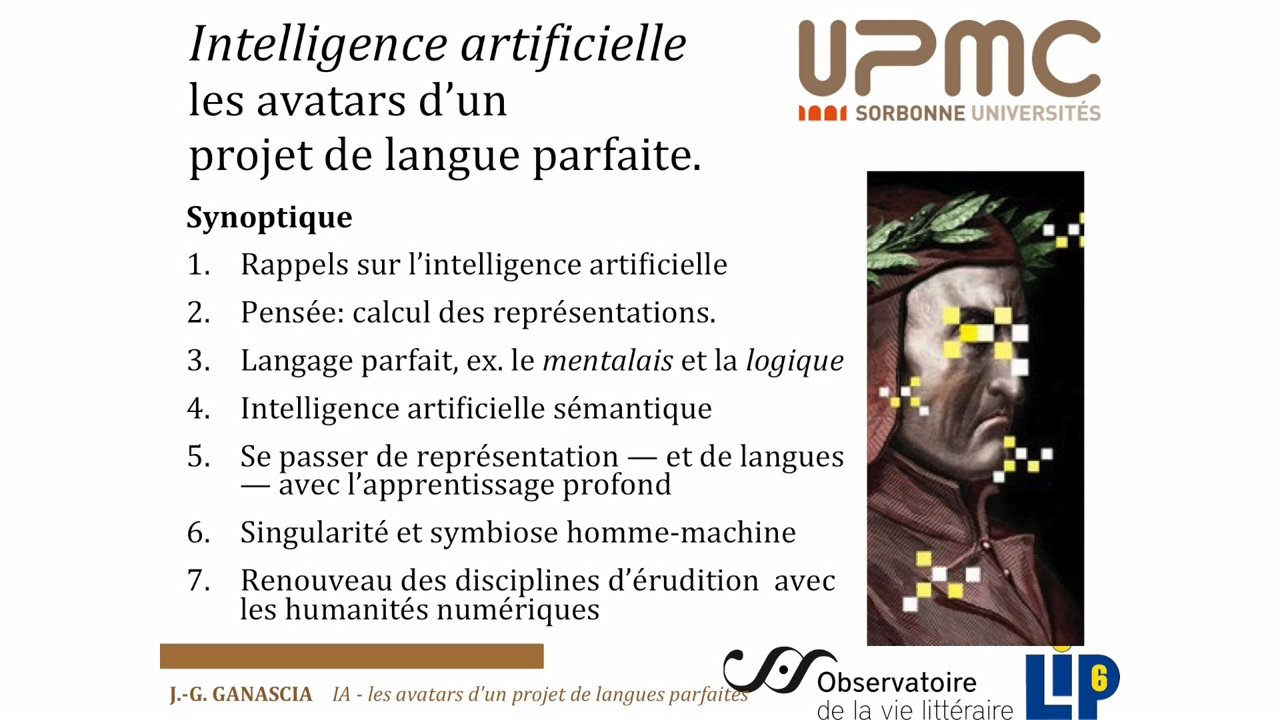 Intelligence artificielle
les avatars d’un
projet de langue parfaite.
UPMC
SORBONNE UNIVERSITÉS
Synoptique
1. Rappels sur l’intelligence artificielle
2. Pensée: calcul des représentations.
3. Langage parfait, ex. le mentalais et la logique
4. Intelligence artificielle sémantique
5. Se passer de représentation — et de langues
— avec l’apprentissage profond
6. Singularité et symbiose homme-machine
7. Renouveau des disciplines d’érudition avec
les humanités numériques
J.-G. GANASCIA IA - les avatars d'un projet de langues parfaites
Observatoire
de la vie littéraire
LIP6